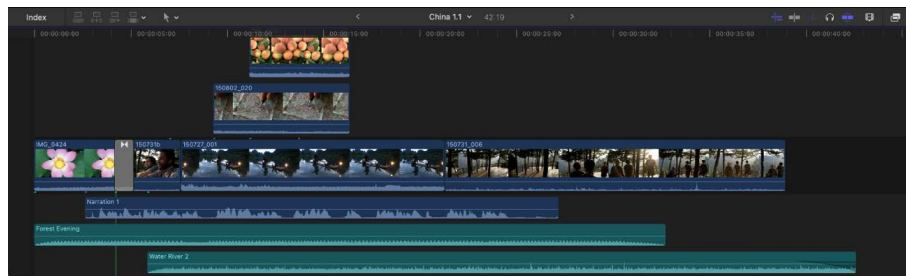 Index
China 1.1
42:19
00:00:00:00 00:00:05:00 00:00:10:00 00:00:15:00 00:00:20:00 00:00:25:00 00:00:30:00 00:00:35:00 00:00:40:00
150802_020
IMG_0424 150731b 150727_001 150731_006
Narration 1
Forest Evening
Water River 2